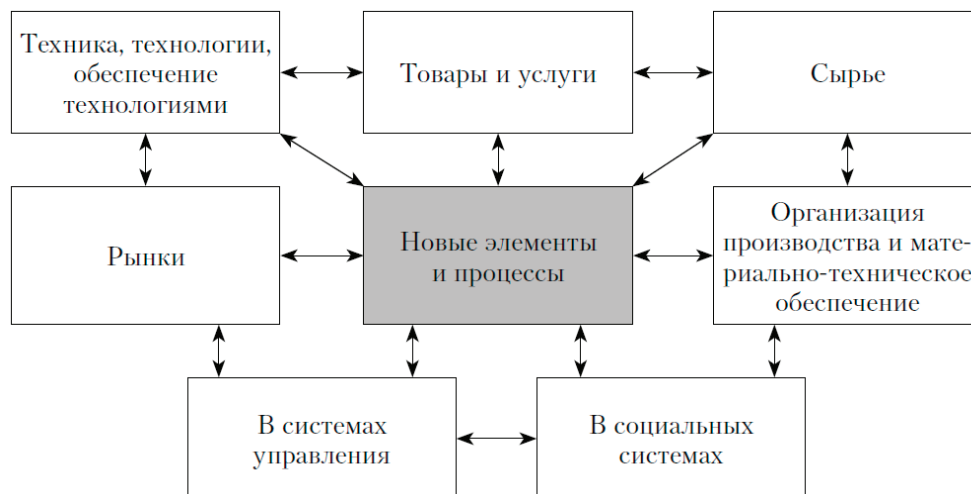 Техника, технологии,
обеспечение
технологиями
Товары и услуги
Сырье
Рынки
Новые элементы
и процессы
Организация
производства и мате-
риально-техническое
обеспечение
В системах
управления
В социальных
системах